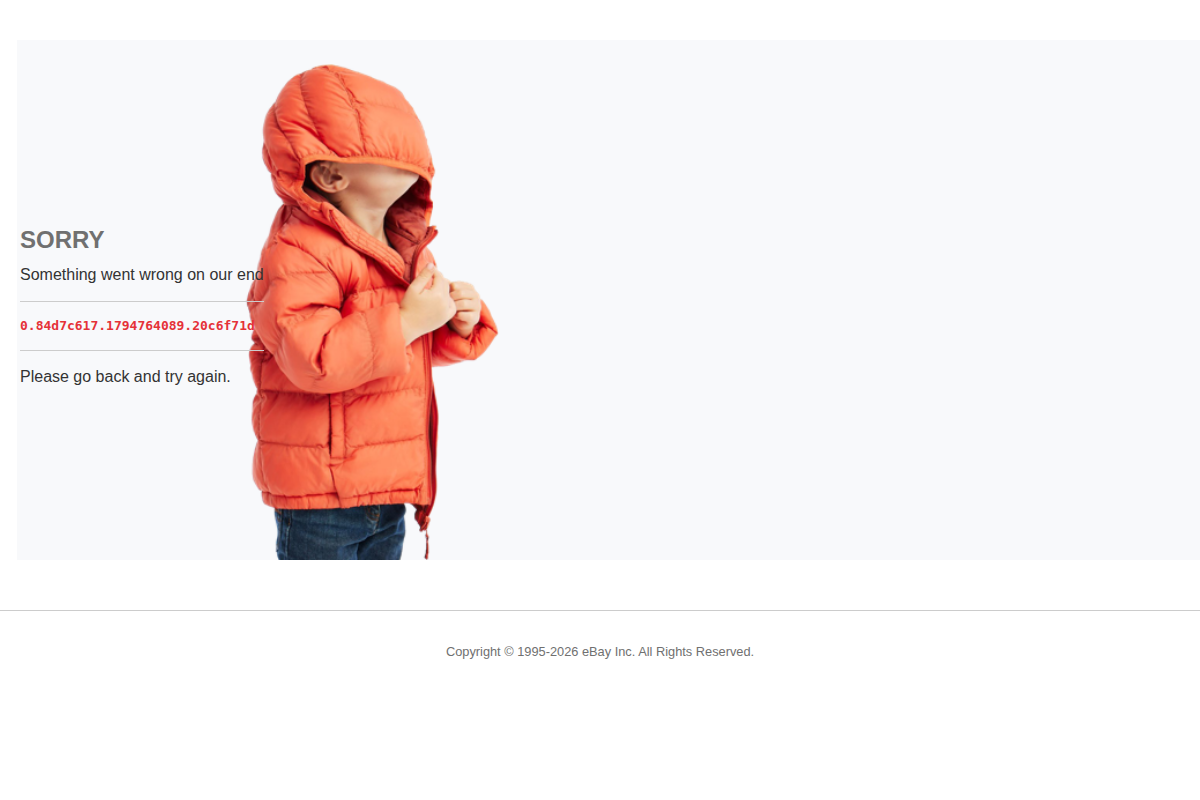 SORRY
Something went wrong on our end
0.84d7c617.1794764089.20c6f71d
Please go back and try again.
Copyright © 1995-2026 eBay Inc. All Rights Reserved.